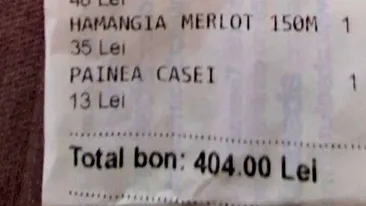 HAMANGIA MERLOT 150M 1
35 Lei
PAINEA CASEI 1
13 Lei
Total bon: 404.00 Lei